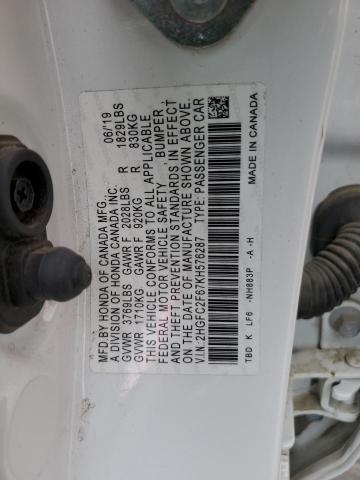 MFD. BY HONDA OF CANADA MFG., 06/19
A DIVISION OF HONDA CANADA INC.
GVWR 3769LBS GAWR F 2028LBS R 1829LBS
GVWR 1710KG GAWR F 920KG R 830KG
THIS VEHICLE CONFORMS TO ALL APPLICABLE
FEDERAL MOTOR VEHICLE SAFETY, BUMPER,
AND THEFT PREVENTION STANDARDS IN EFFECT
ON THE DATE OF MANUFACTURE SHOWN ABOVE.
V.I.N.:2HGFC2F67KH576287 TYPE:PASSENGER CAR
TBD K LF6 -NH883P -A -H MADE IN CANADA